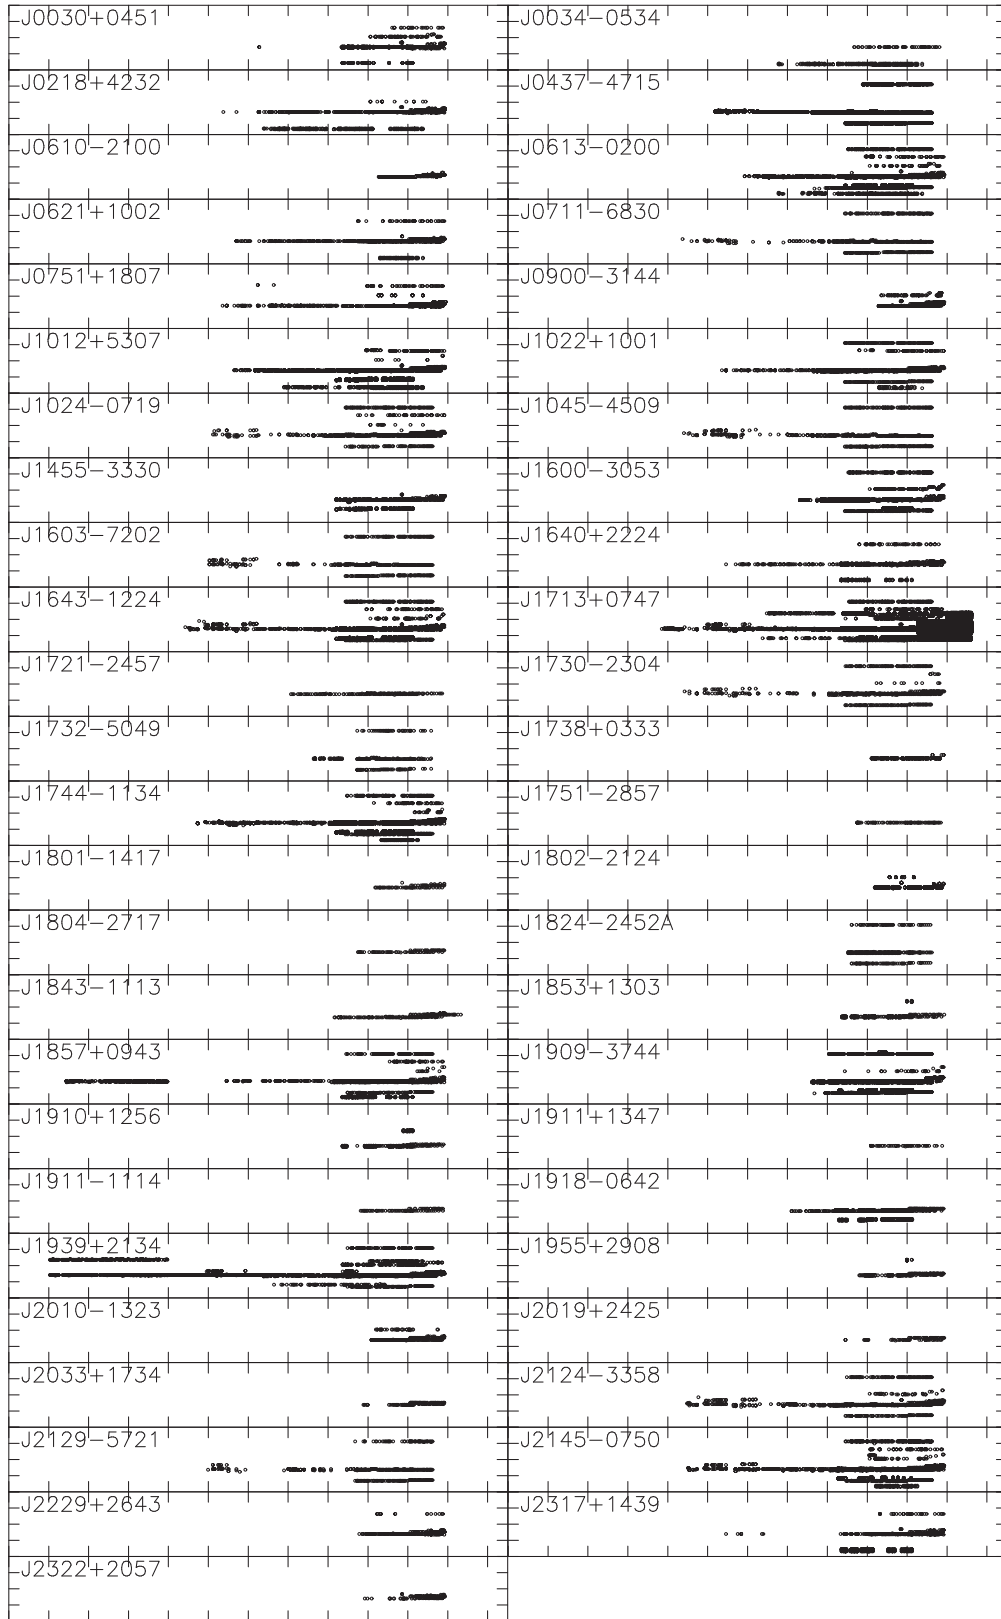 J0030+0451 J0034−0534
J0218+4232 J0437−4715
J0610−2100 J0613−0200
J0621+1002 J0711−6830
J0751+1807 J0900−3144
J1012+5307 J1022+1001
J1024−0719 J1045−4509
J1455−3330 J1600−3053
J1603−7202 J1640+2224
J1643−1224 J1713+0747
J1721−2457 J1730−2304
J1732−5049 J1738+0333
J1744−1134 J1751−2857
J1801−1417 J1802−2124
J1804−2717 J1824−2452A
J1843−1113 J1853+1303
J1857+0943 J1909−3744
J1910+1256 J1911+1347
J1911−1114 J1918−0642
J1939+2134 J1955+2908
J2010−1323 J2019+2425
J2033+1734 J2124−3358
J2129−5721 J2145−0750
J2229+2643 J2317+1439
J2322+2057